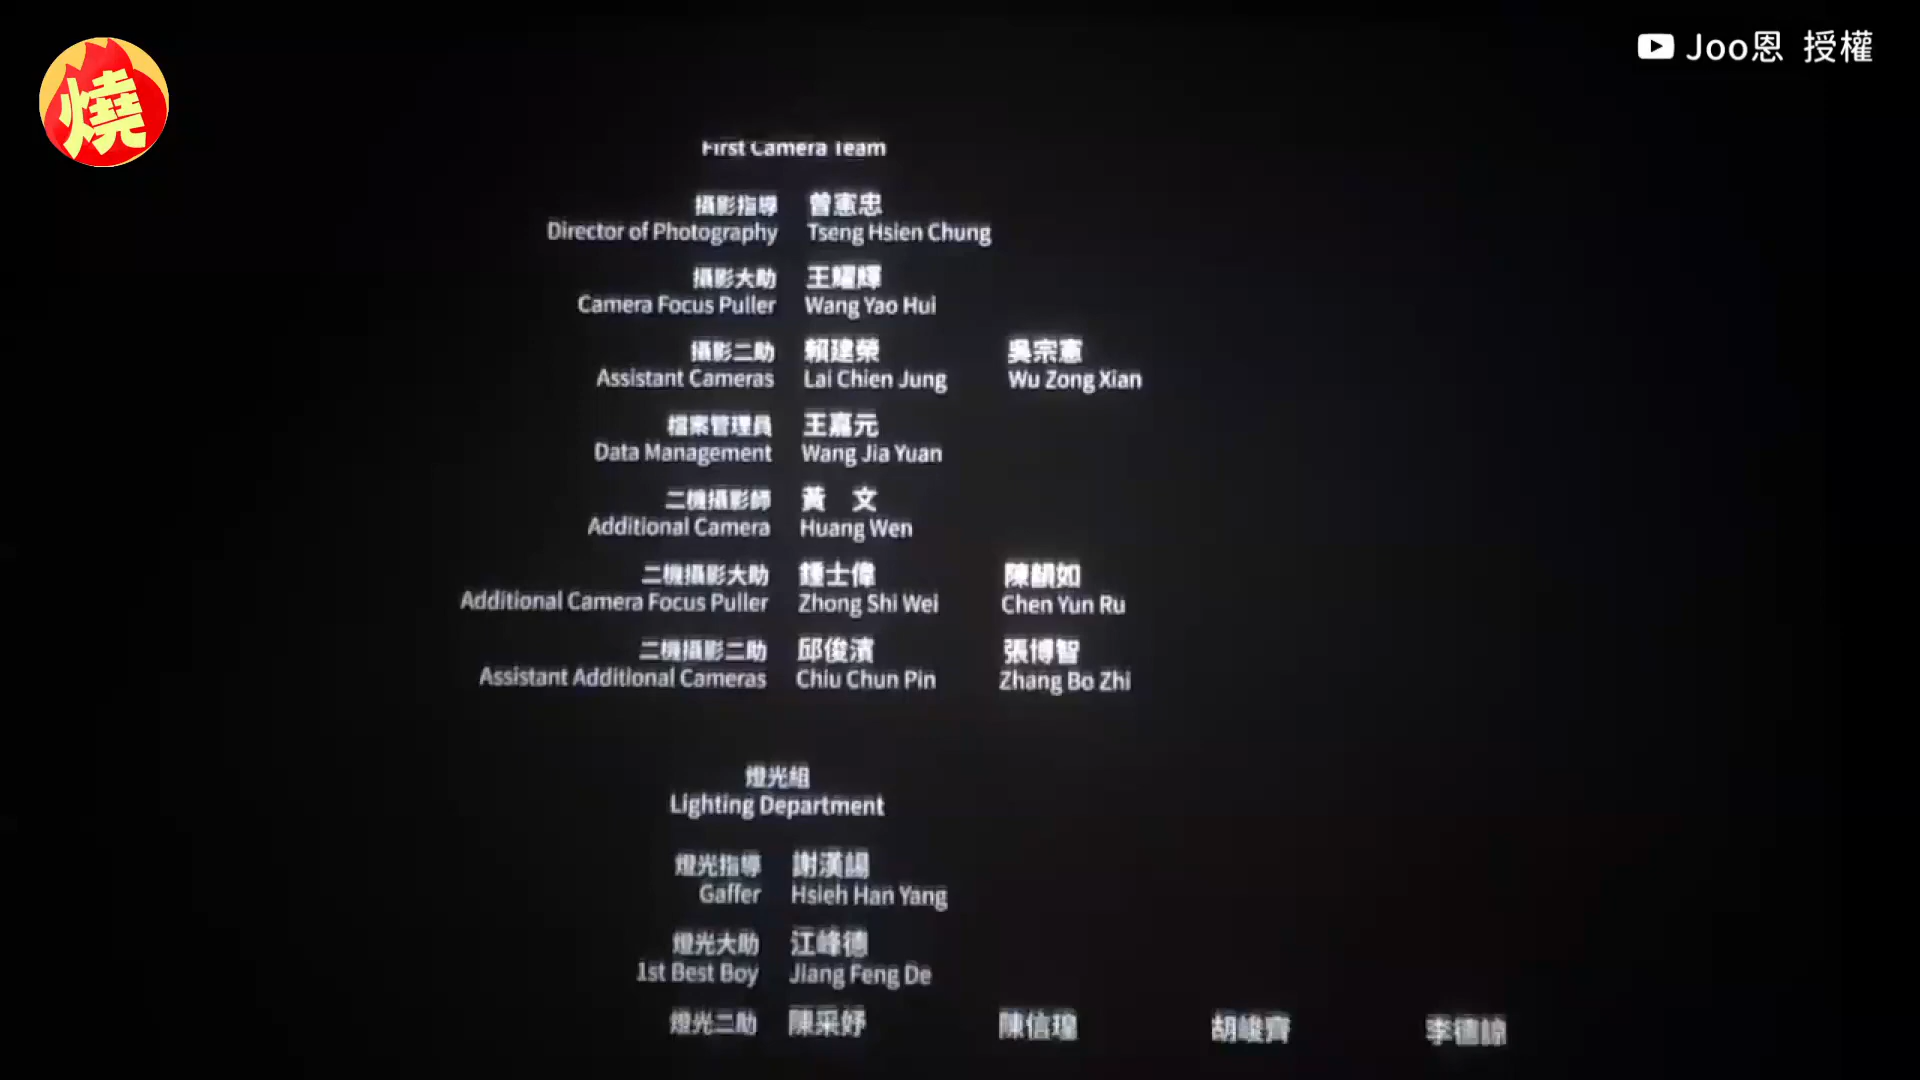 燒
Joo恩 授權
First Camera Team
攝影指導 曾憲忠
Director of Photography Tseng Hsien Chung
攝影大助 王耀輝
Camera Focus Puller Wang Yao Hui
攝影二助 賴建榮 吳宗憲
Assistant Cameras Lai Chien Jung Wu Zong Xian
檔案管理員 王嘉元
Data Management Wang Jia Yuan
二機攝影師 黃 文
Additional Camera Huang Wen
二機攝影大助 鍾士偉 陳韻如
Additional Camera Focus Puller Zhong Shi Wei Chen Yun Ru
二機攝影二助 邱俊濱 張博智
Assistant Additional Cameras Chiu Chun Pin Zhang Bo Zhi
燈光組
Lighting Department
燈光指導 謝漢
Gaffer Hsieh Han Yang
燈光大助 江峰德
1st Best Boy Jiang Feng De
燈光二助 陳采妤 陳信瑝 胡峻齊 李德